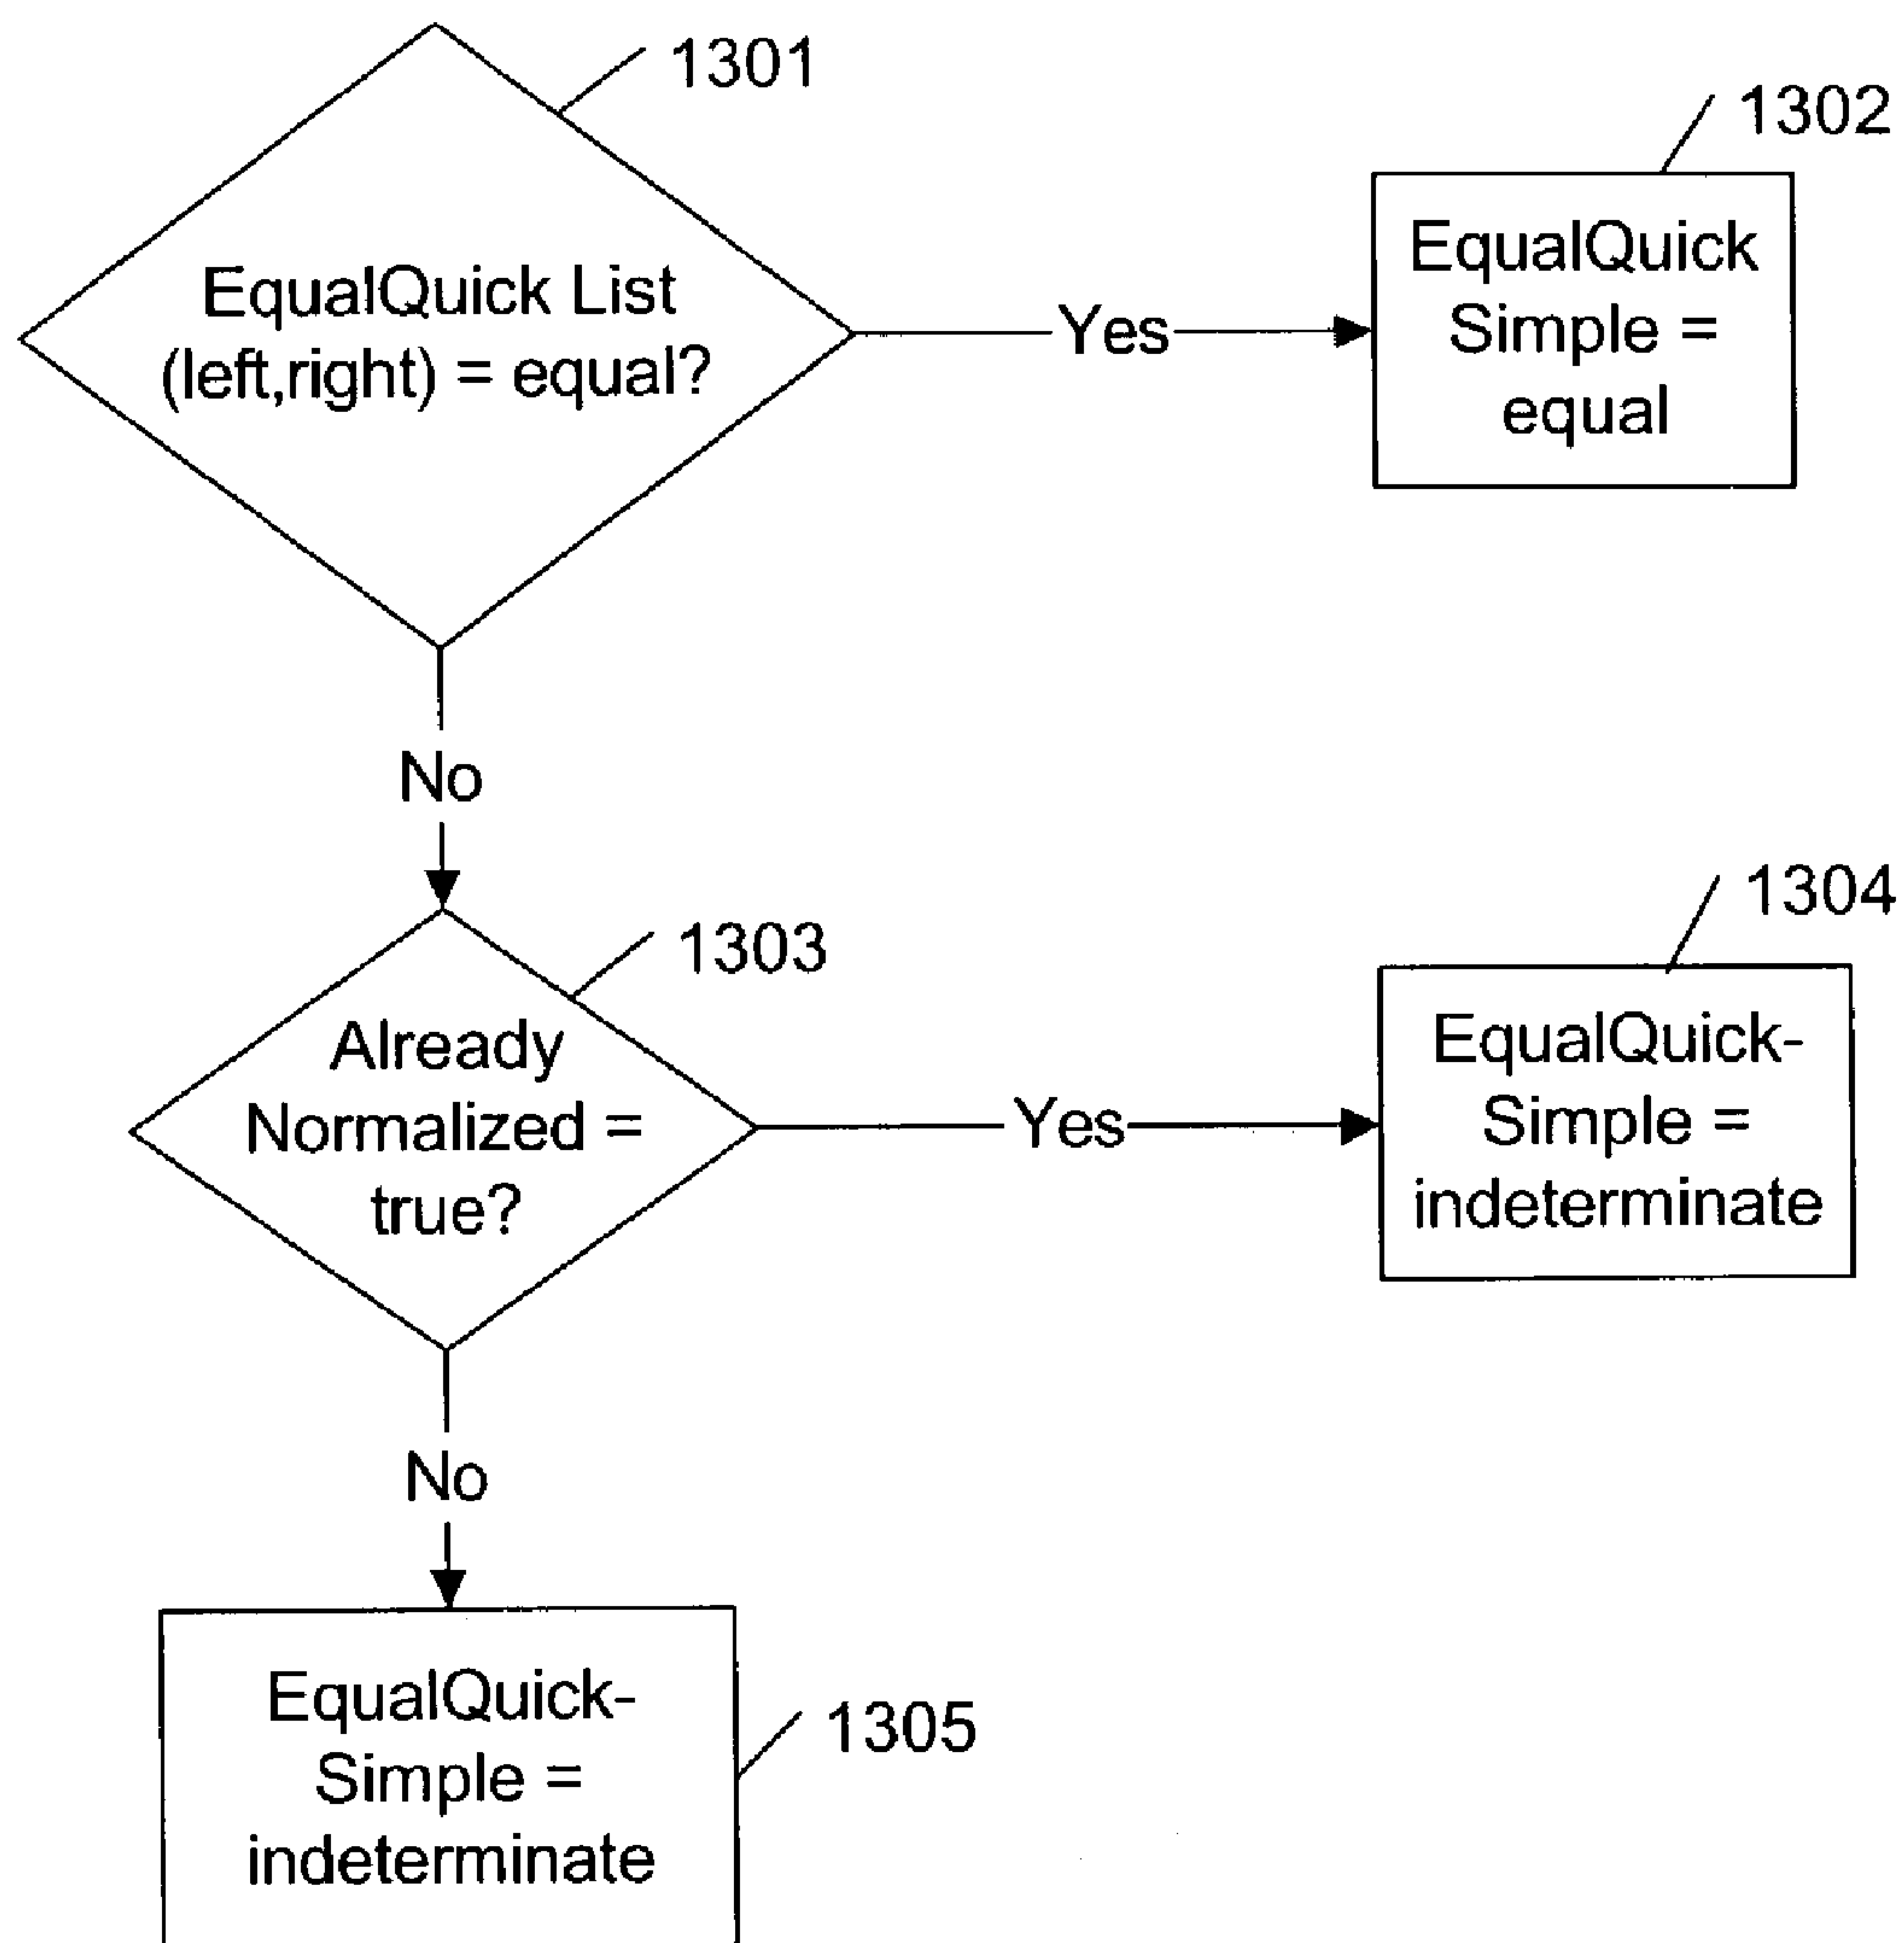 1301
EqualQuick List
(left,right) = equal?
Yes
1302
EqualQuick
Simple =
equal
No
1303
Already
Normalized =
true?
Yes
1304
EqualQuick-
Simple =
indeterminate
No
1305
EqualQuick-
Simple =
indeterminate